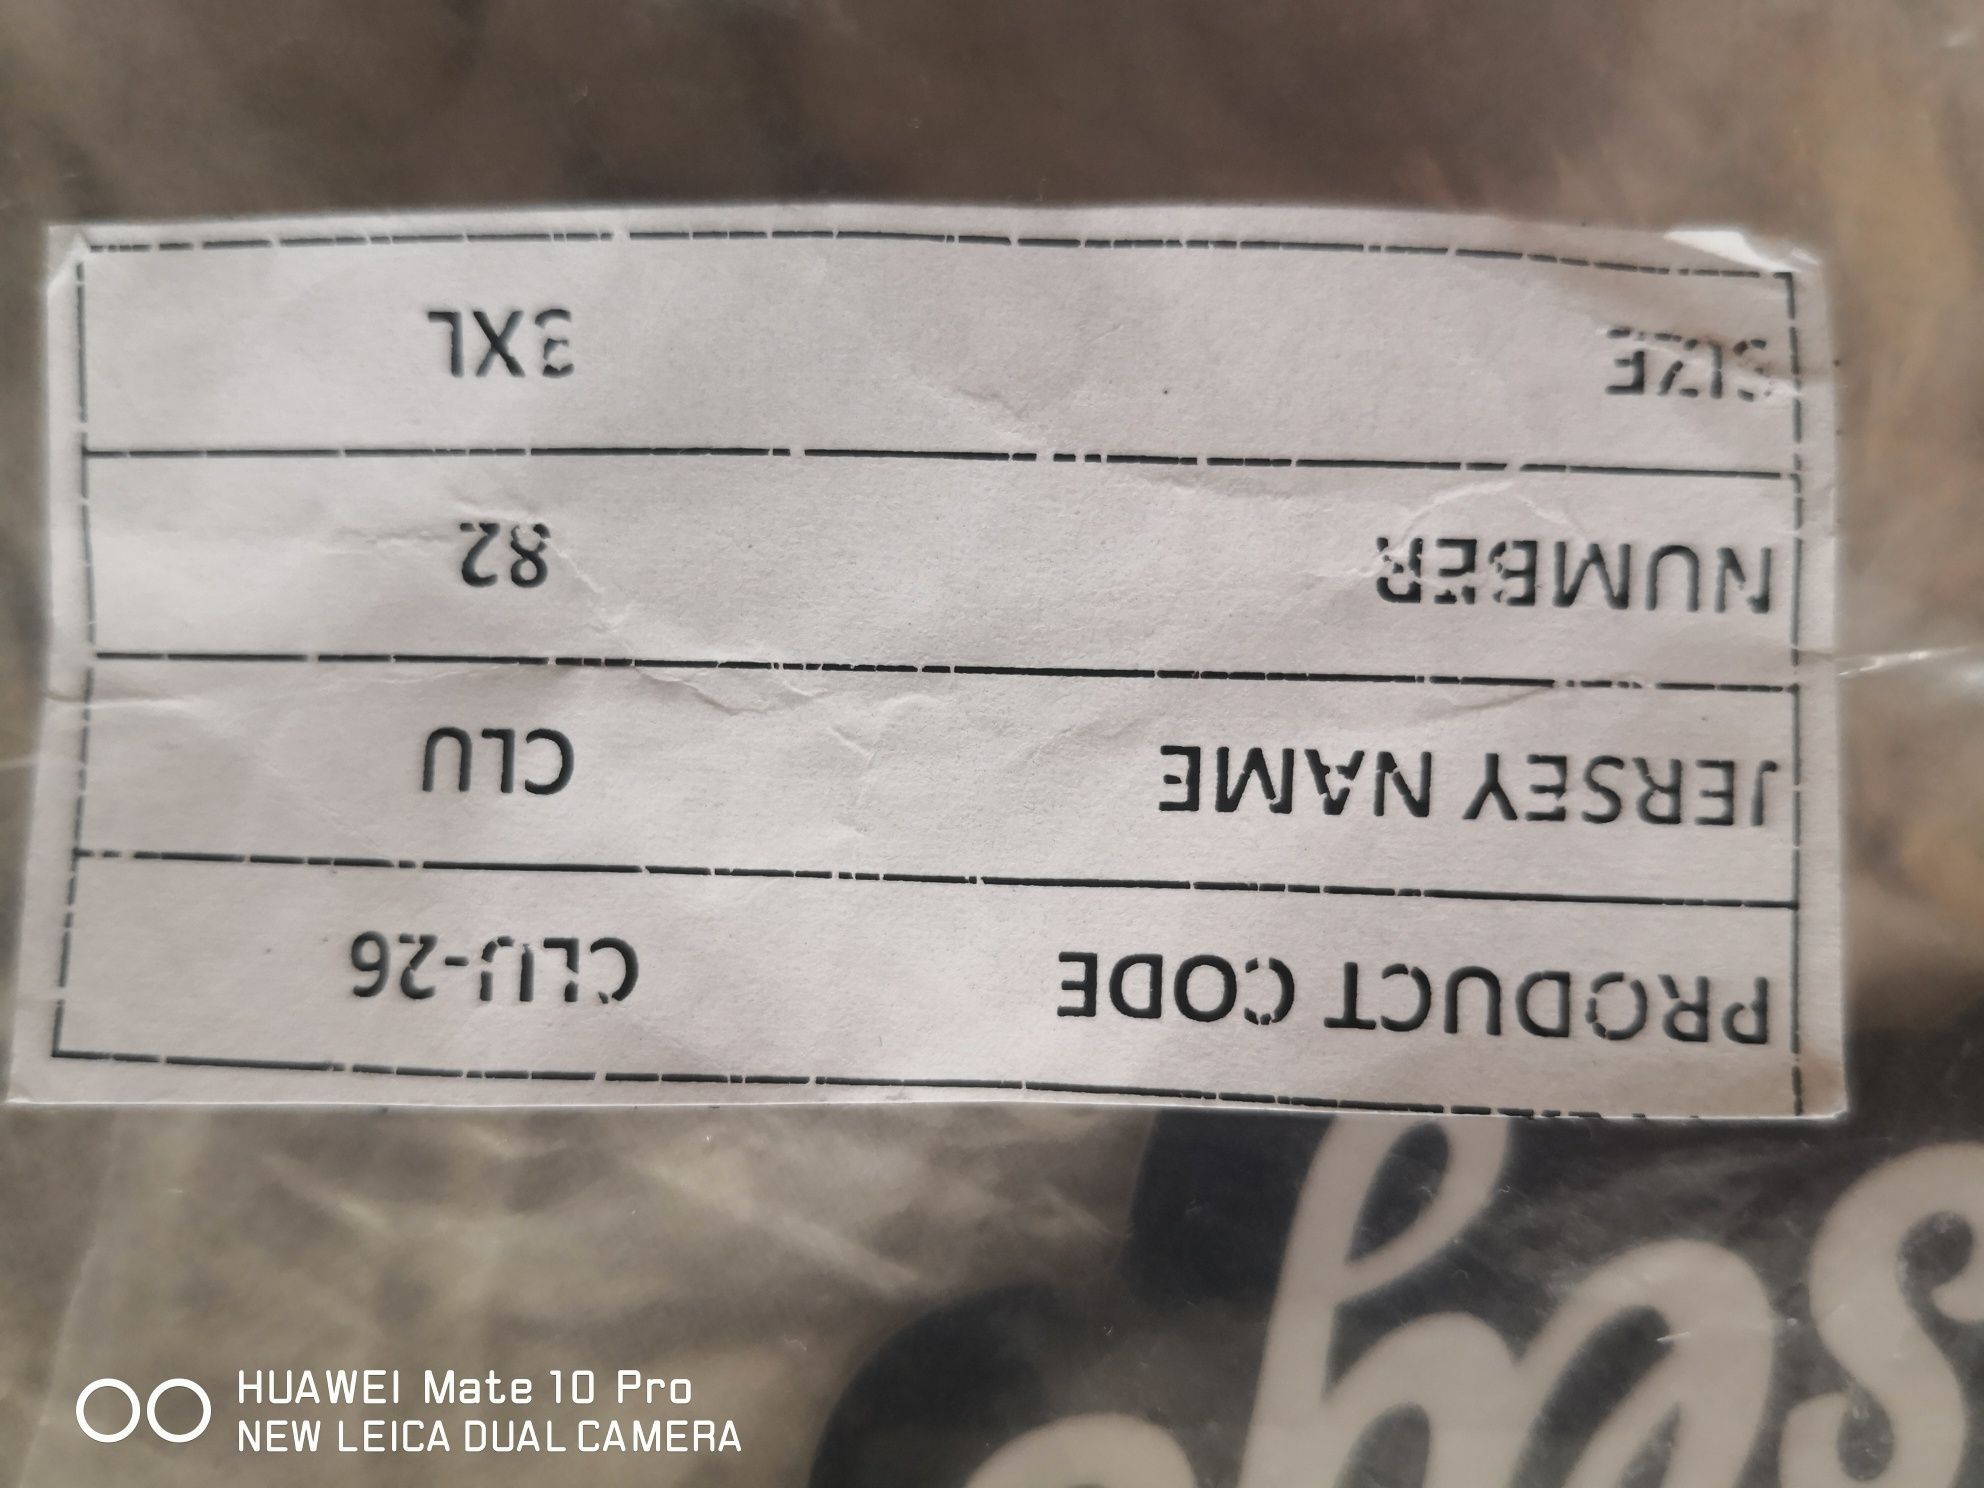 PRODUCT CODE CLU-26
JERSEY NAME CLU
NUMBER 82
SIZE 3XL
HUAWEI Mate 10 Pro
NEW LEICA DUAL CAMERA